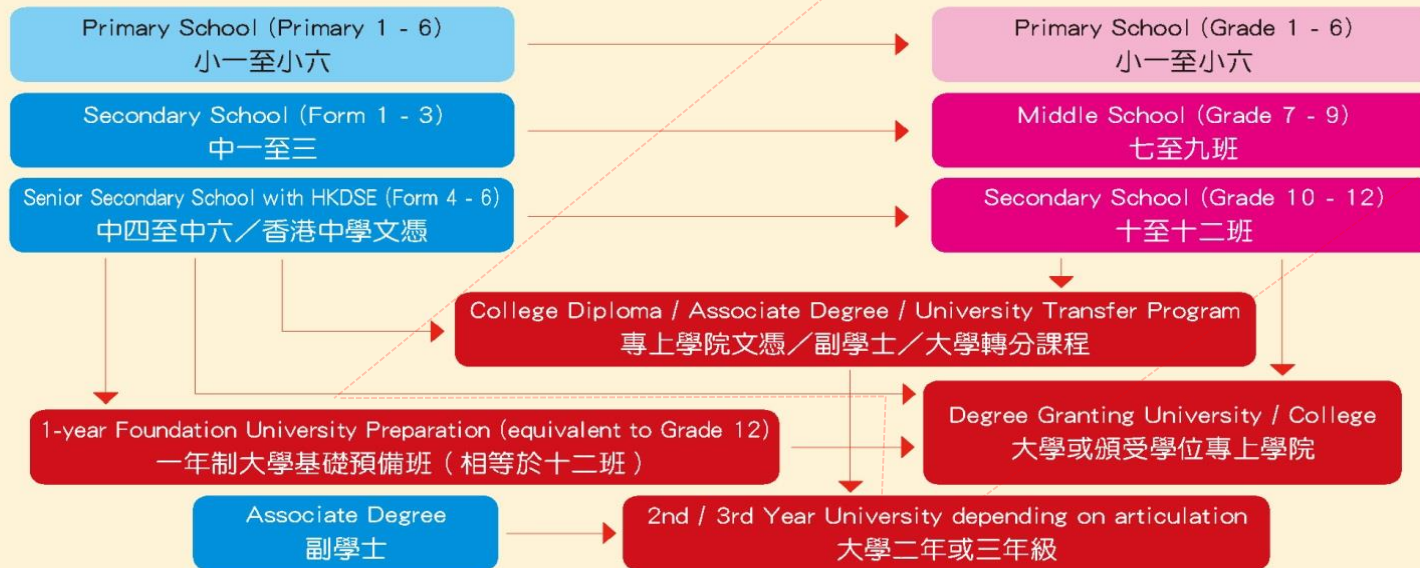 Primary School (Primary 1 - 6)
小一至小六
Primary School (Grade 1 - 6)
小一至小六
Secondary School (Form 1 - 3)
中一至三
Middle School (Grade 7 - 9)
七至九班
Senior Secondary School with HKDSE (Form 4 - 6)
中四至中六／香港中學文憑
Secondary School (Grade 10 - 12)
十至十二班
College Diploma / Associate Degree / University Transfer Program
專上學院文憑／副學士／大學轉分課程
Degree Granting University / College
大學或頒受學位專上學院
1-year Foundation University Preparation (equivalent to Grade 12)
一年制大學基礎預備班（相等於十二班）
Associate Degree
副學士
2nd / 3rd Year University depending on articulation
大學二年或三年級